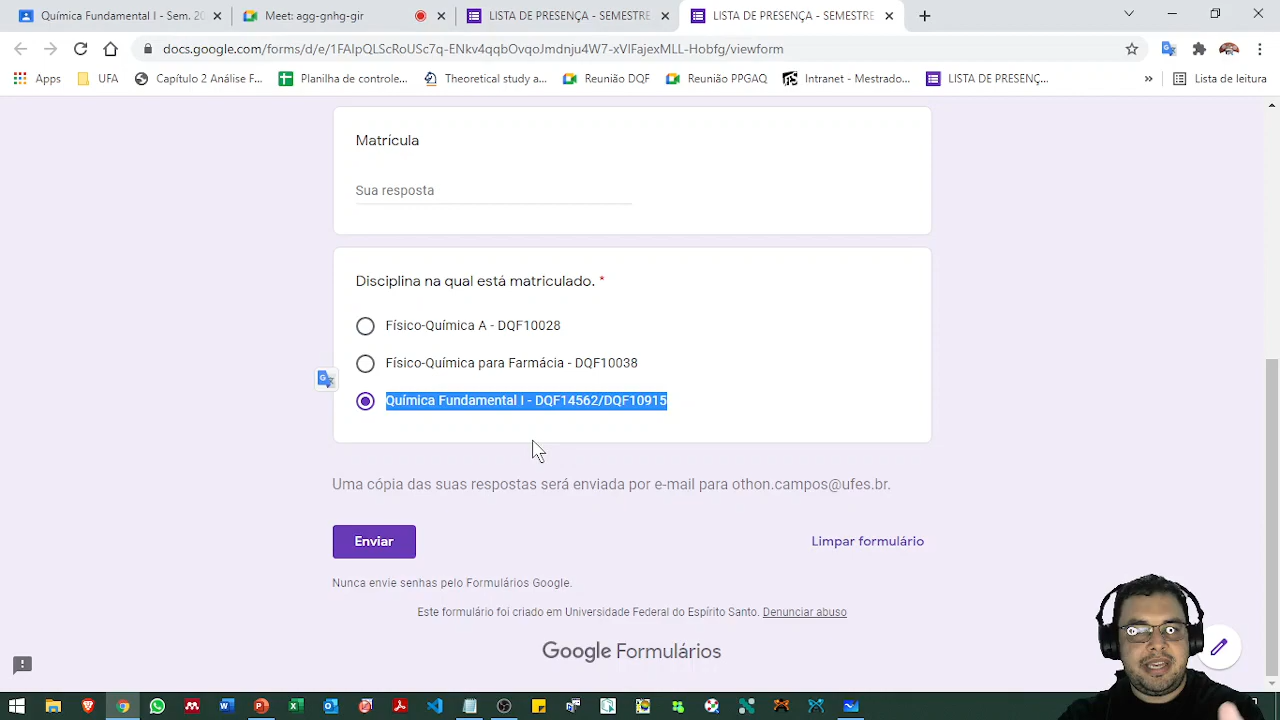 Química Fundamental I - Sem. 20
Meet: agg-gnhg-gir
LISTA DE PRESENÇA - SEMESTRE
LISTA DE PRESENÇA - SEMESTRE
docs.google.com/forms/d/e/1FAIpQLScRoUSc7q-ENkv4qqbOvqoJmdnju4W7-xVIFajexMLL-Hobfg/viewform
Apps
UFA
Capítulo 2 Análise F...
Planilha de controle...
Theoretical study a...
Reunião DQF
Reunião PPGAQ
Intranet - Mestrado...
LISTA DE PRESENÇ...
»
Lista de leitura
Matrícula
Sua resposta
Disciplina na qual está matriculado. *
Físico-Química A - DQF10028
Físico-Química para Farmácia - DQF10038
Química Fundamental I - DQF14562/DQF10915
Uma cópia das suas respostas será enviada por e-mail para othon.campos@ufes.br.
Enviar
Limpar formulário
Nunca envie senhas pelo Formulários Google.
Este formulário foi criado em Universidade Federal do Espírito Santo. Denunciar abuso
Google Formulários